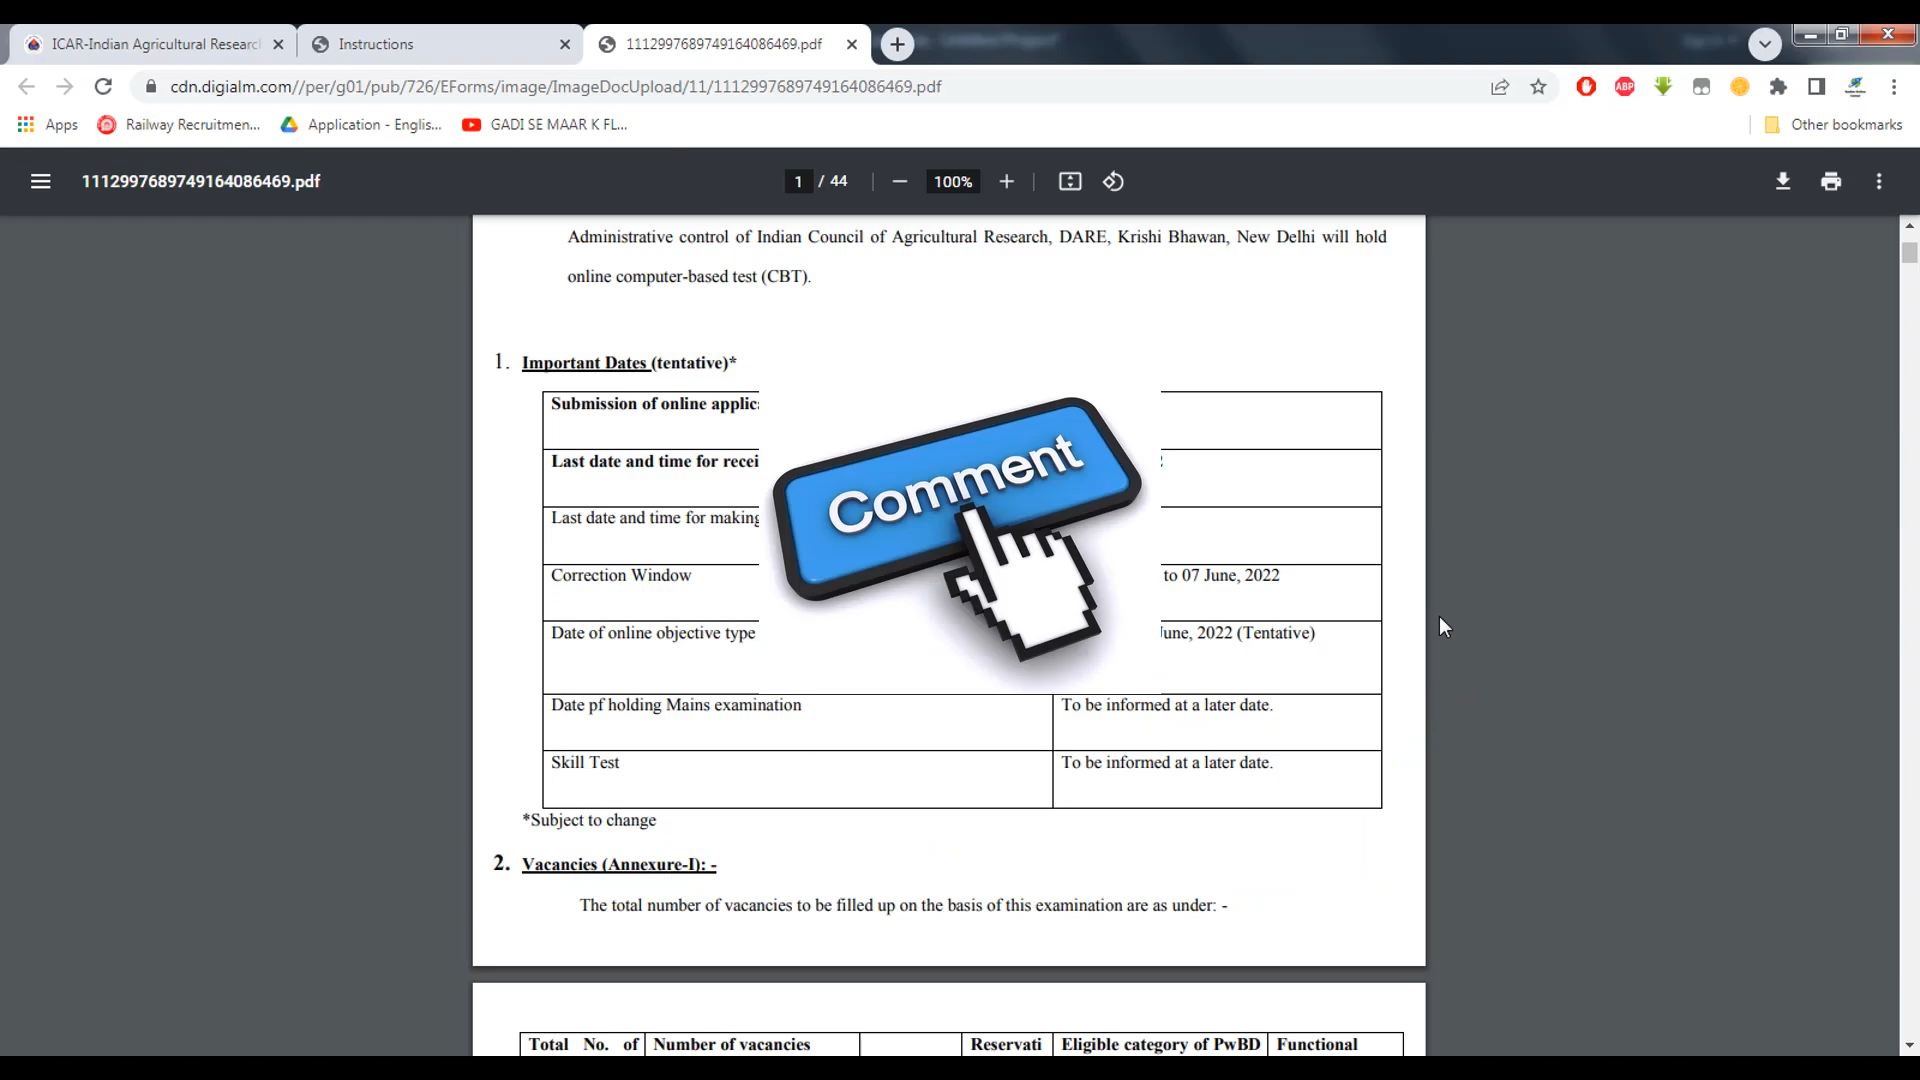 ICAR-Indian Agricultural Research
Instructions
1112997689749164086469.pdf
cdn.digialm.com//per/g01/pub/726/EForms/image/ImageDocUpload/11/1112997689749164086469.pdf
ABP
Apps
Railway Recruitmen...
Application - Englis...
GADI SE MAAR K FL...
Other bookmarks
1112997689749164086469.pdf
1 / 44
100%
Administrative control of Indian Council of Agricultural Research, DARE, Krishi Bhawan, New Delhi will hold
online computer-based test (CBT).
1. Important Dates (tentative)*
Submission of online applic
Last date and time for recei
Last date and time for making
Comment
Correction Window to 07 June, 2022
Date of online objective type June, 2022 (Tentative)
Date pf holding Mains examination To be informed at a later date.
Skill Test To be informed at a later date.
*Subject to change
2. Vacancies (Annexure-I): -
The total number of vacancies to be filled up on the basis of this examination are as under: -
Total No. of Number of vacancies Reservati Eligible category of PwBD Functional